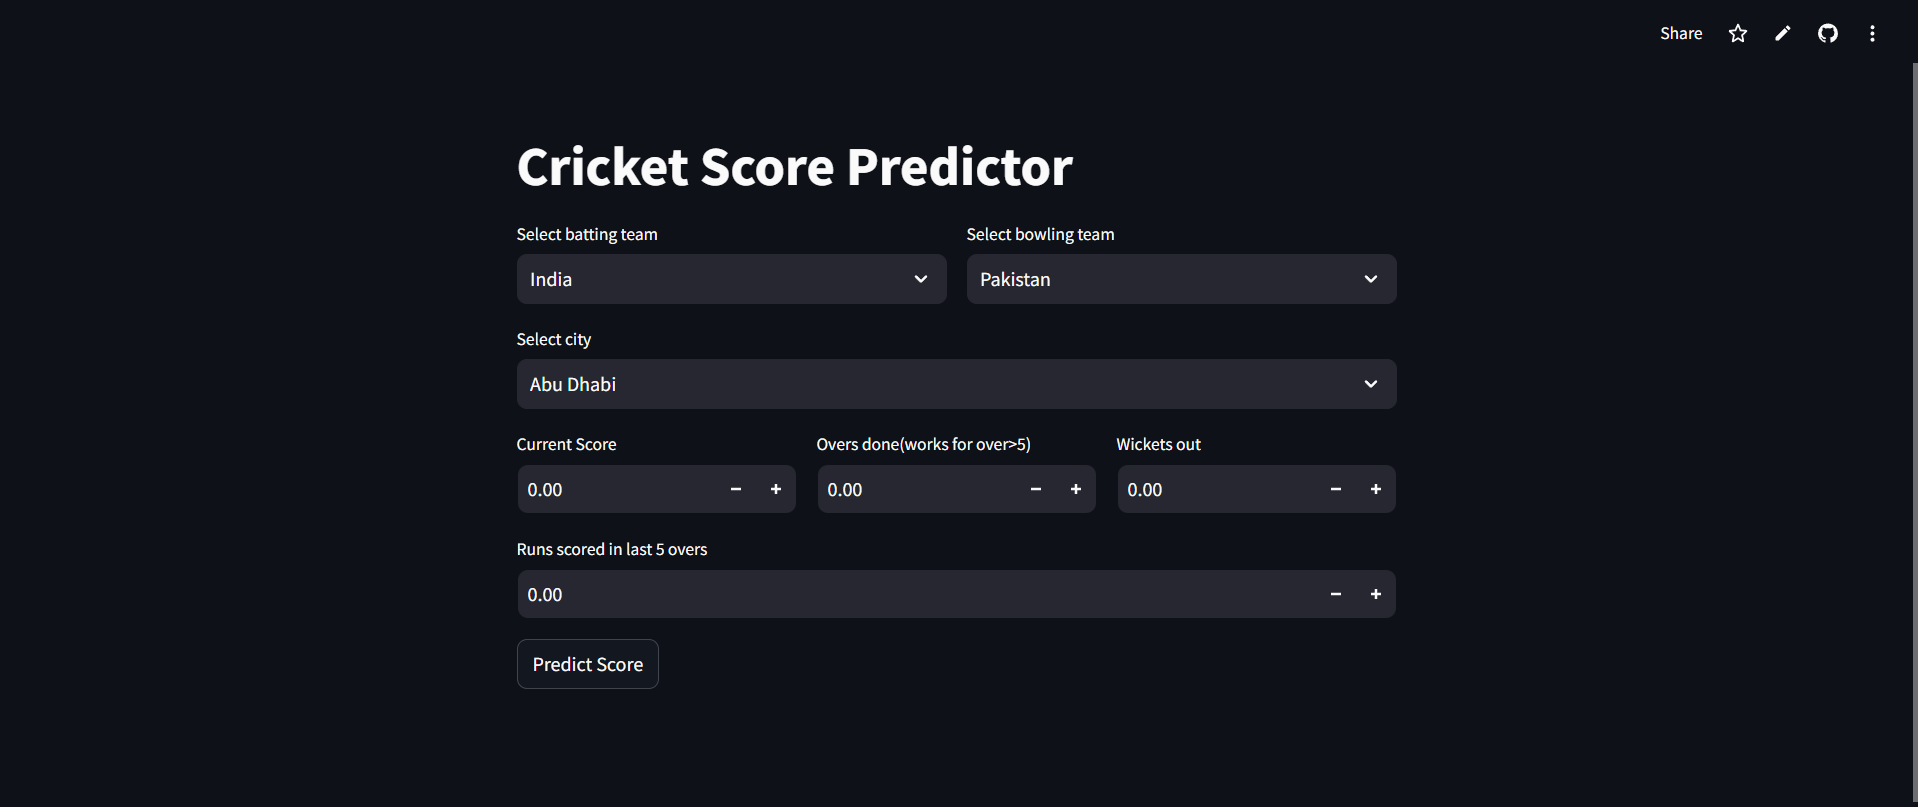 Share
Cricket Score Predictor
Select batting team
Select bowling team
India
Pakistan
Select city
Abu Dhabi
Current Score
Overs done(works for over>5)
Wickets out
0.00
0.00
0.00
Runs scored in last 5 overs
0.00
Predict Score